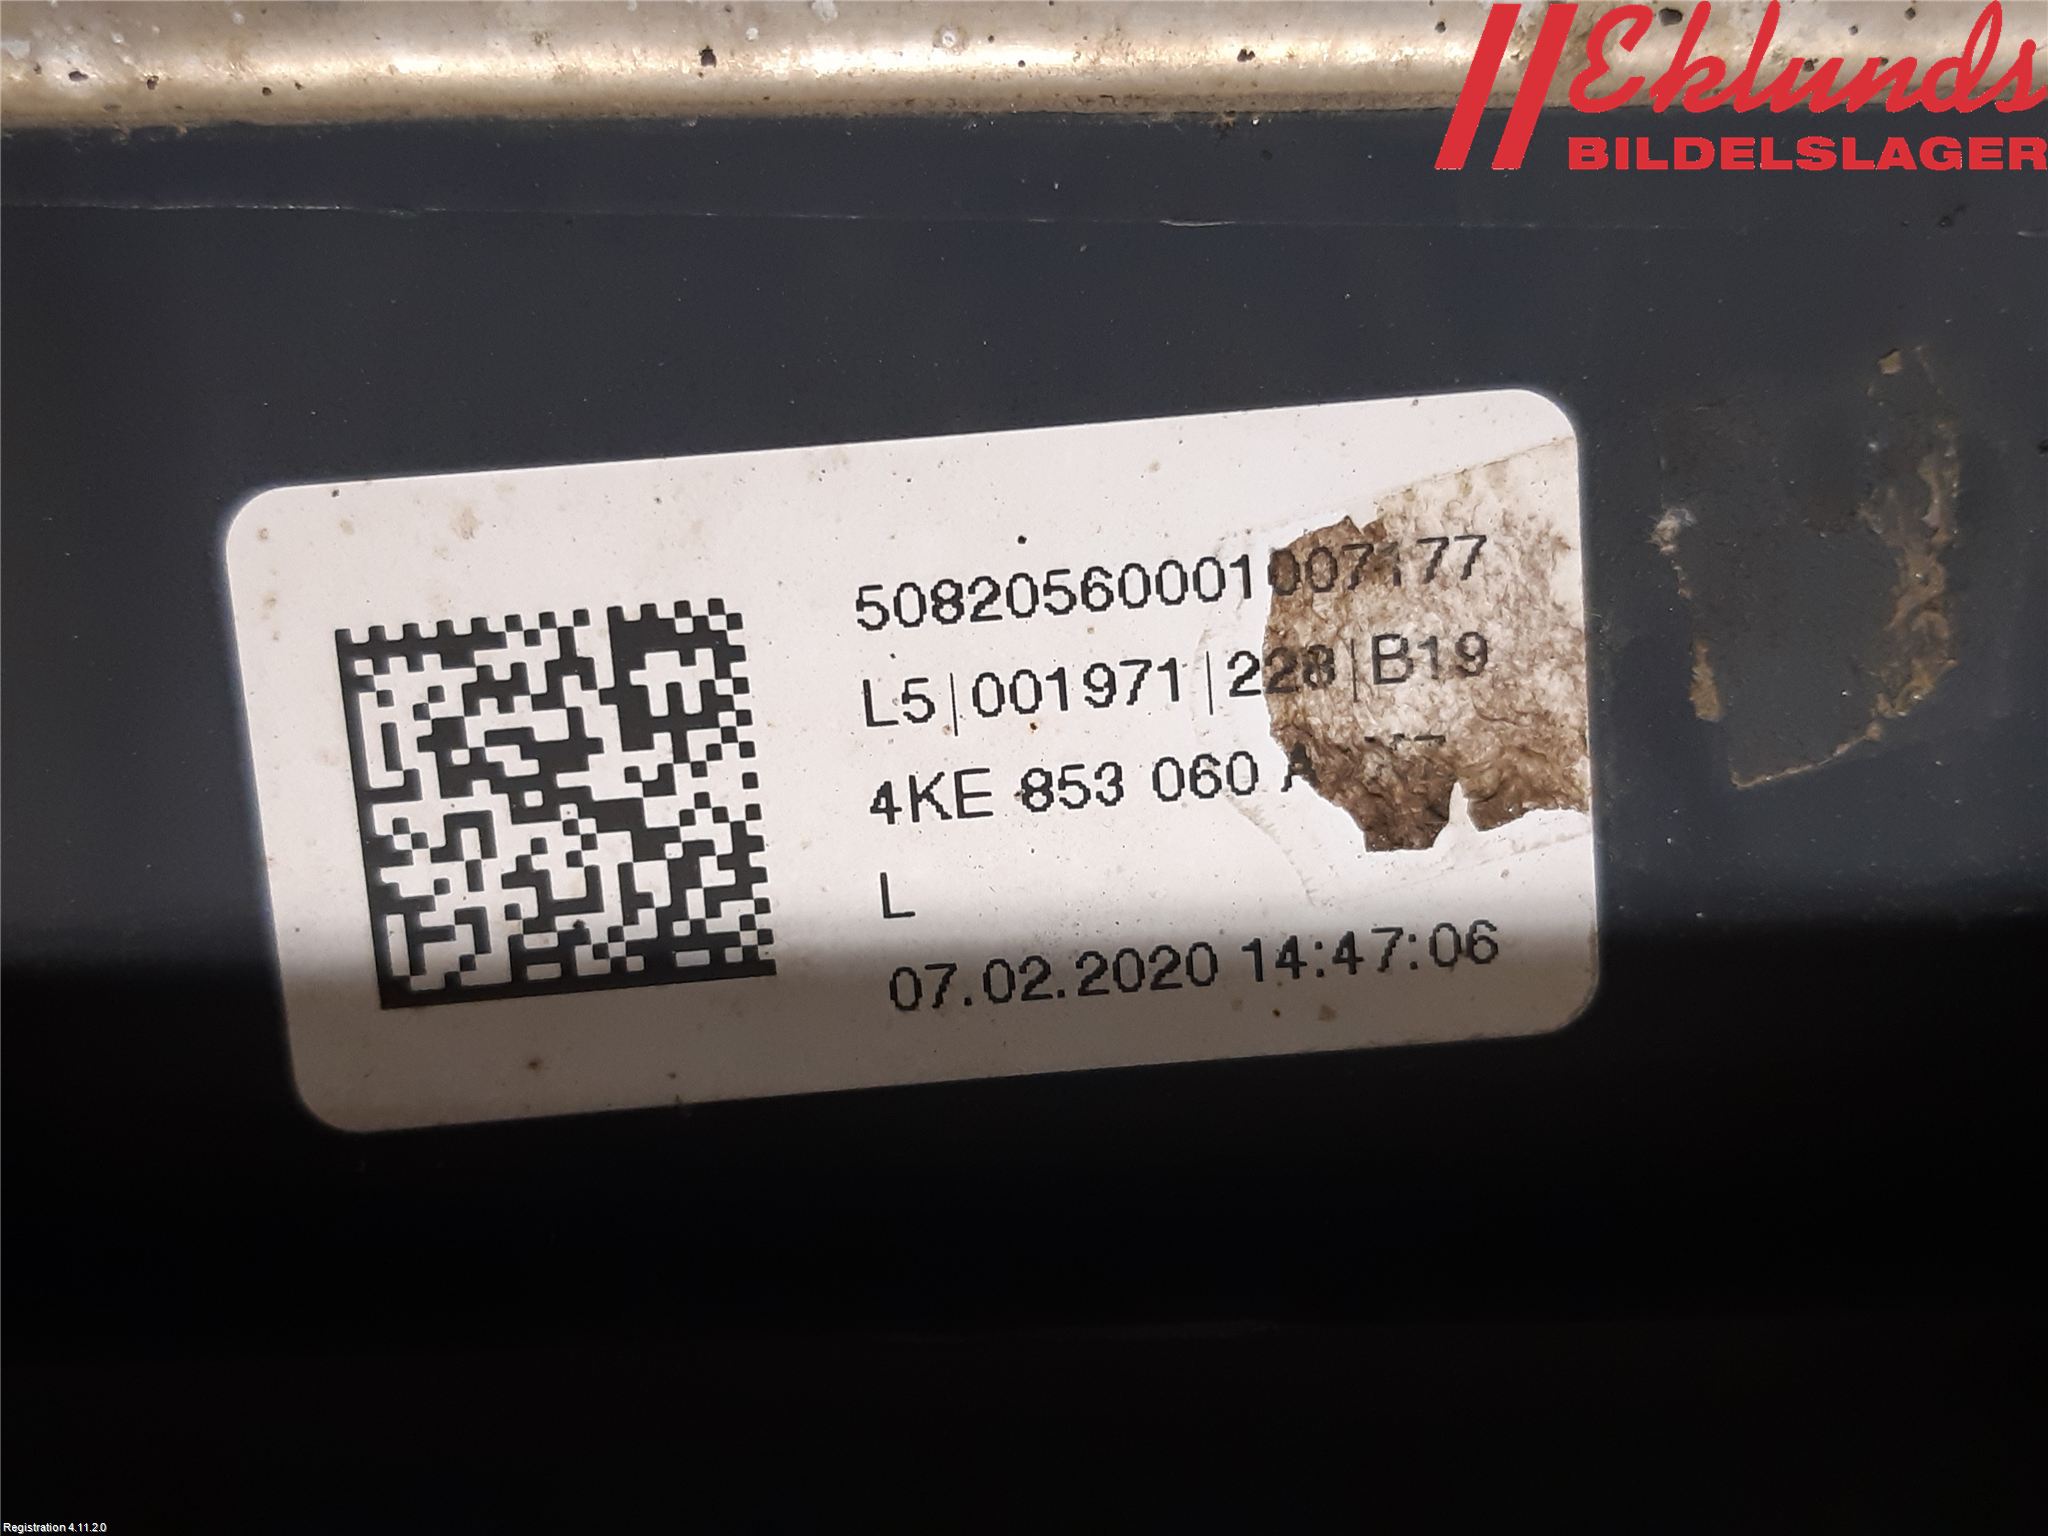 Eklunds
BILDELSLAGER
50820560001007177
L5|001971|228|B19
4KE 853 060 A
L
07.02.2020 14:47:06
Registration 4.11.2.0